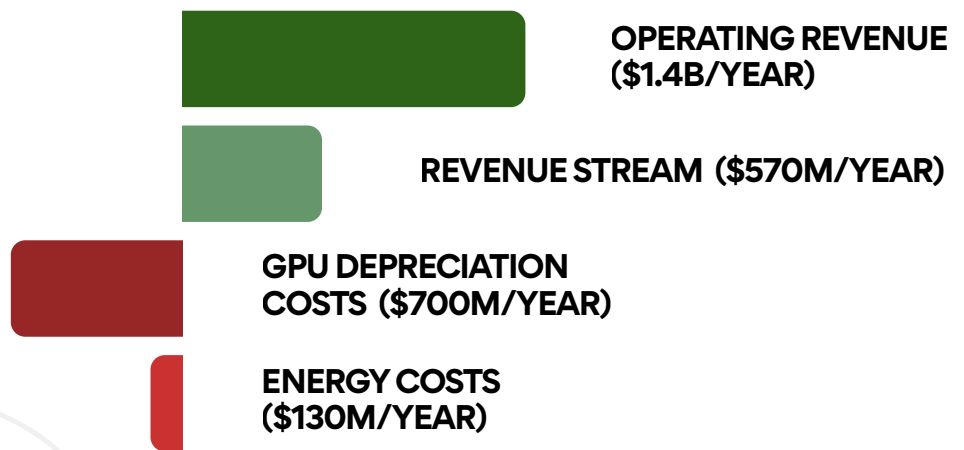 OPERATING REVENUE
($1.4B/YEAR)
REVENUE STREAM ($570M/YEAR)
GPU DEPRECIATION
COSTS ($700M/YEAR)
ENERGY COSTS
($130M/YEAR)